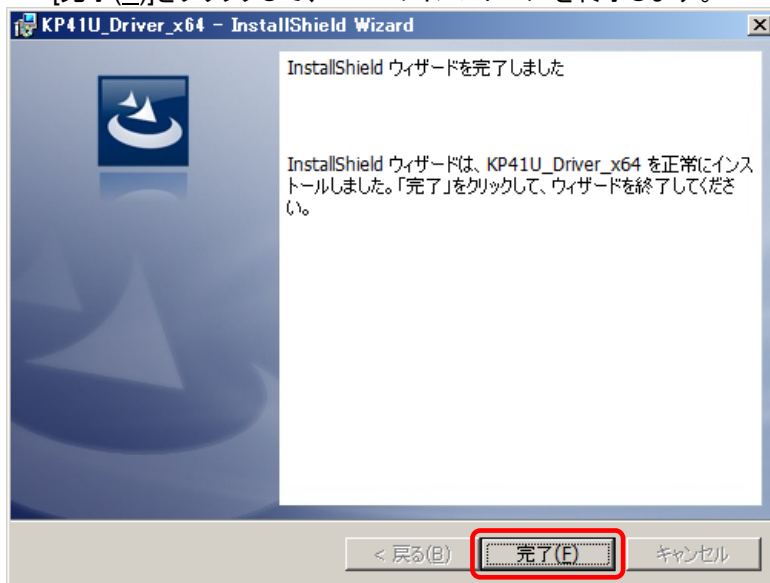 KP41U_Driver_x64 - InstallShield Wizard
InstallShield ウィザードを完了しました
InstallShield ウィザードは、KP41U_Driver_x64 を正常にインス
トールしました。「完了」をクリックして、ウィザードを終了してくださ
い。
< 戻る(B)
完了(F)
キャンセル